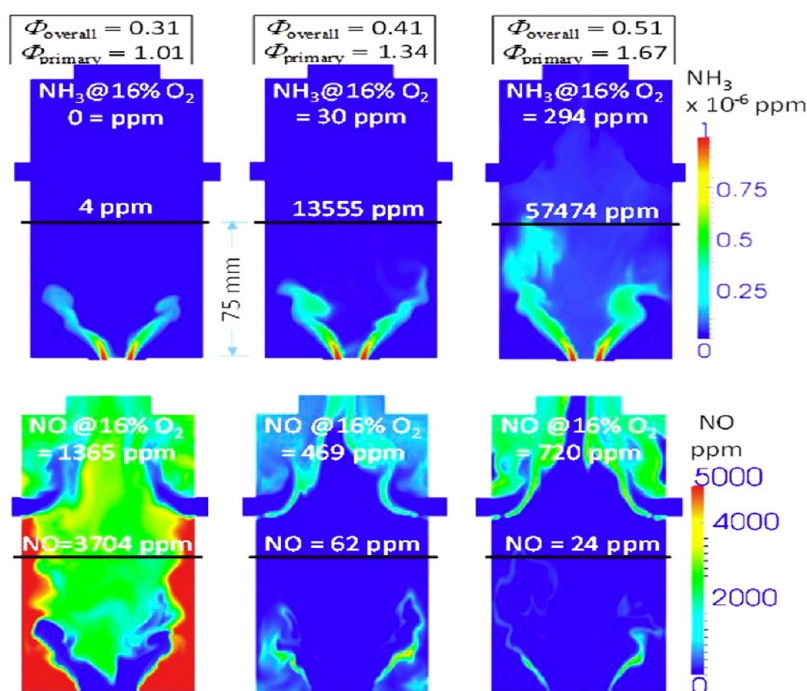 Φoverall = 0.31
Φprimary = 1.01
Φoverall = 0.41
Φprimary = 1.34
Φoverall = 0.51
Φprimary = 1.67
NH₃@16% O₂
0 = ppm
NH₃@16% O₂
= 30 ppm
NH₃@16% O₂
= 294 ppm
NH₃
x 10⁻⁶ ppm
1
0.75
0.5
0.25
0
4 ppm
13555 ppm
57474 ppm
75 mm
NO @16% O₂
= 1365 ppm
NO @16% O₂
= 469 ppm
NO @16% O₂
= 720 ppm
NO
ppm
5000
4000
2000
0
NO=3704 ppm
NO = 62 ppm
NO = 24 ppm